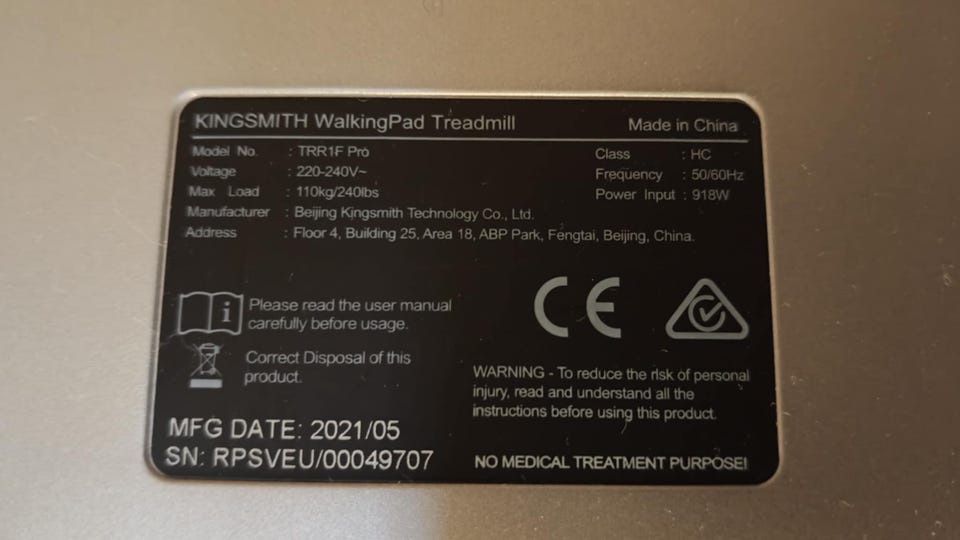 KINGSMITH WalkingPad Treadmill Made in China
Model No. : TRR1F Pro Class : HC
Voltage : 220-240V~ Frequency : 50/60Hz
Max Load : 110kg/240lbs Power Input : 918W
Manufacturer : Beijing Kingsmith Technology Co., Ltd.
Address : Floor 4, Building 25, Area 18, ABP Park, Fengtai, Beijing, China.
i
Please read the user manual
carefully before usage.
Correct Disposal of this
product.
CE
WARNING - To reduce the risk of personal
injury, read and understand all the
instructions before using this product.
MFG DATE: 2021/05
SN: RPSVEU/00049707
NO MEDICAL TREATMENT PURPOSE!